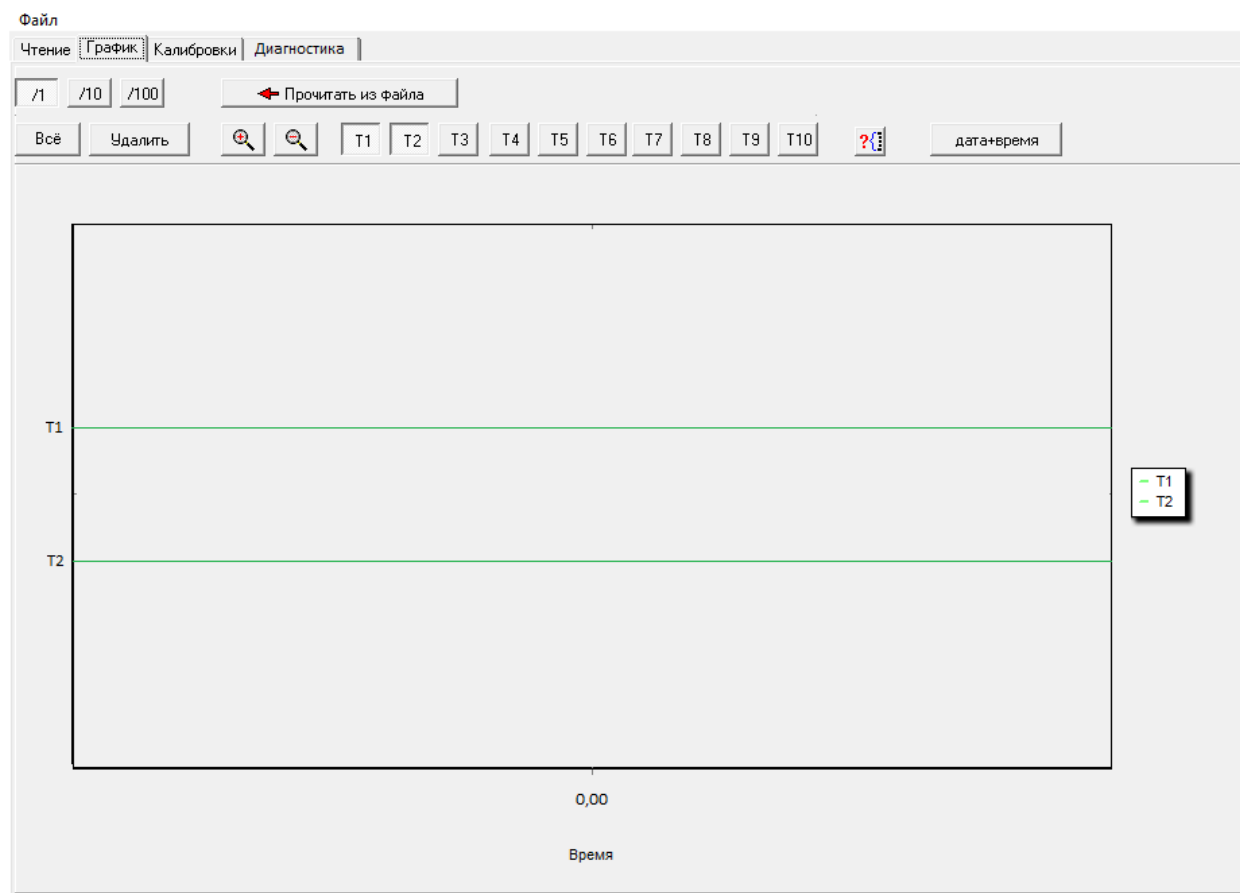 Файл
Чтение График Калибровки Диагностика
/1 /10 /100 Прочитать из файла
Всё Удалить T1 T2 T3 T4 T5 T6 T7 T8 T9 T10 ?{ дата+время
T1
T1
T2
T2
0,00
Время